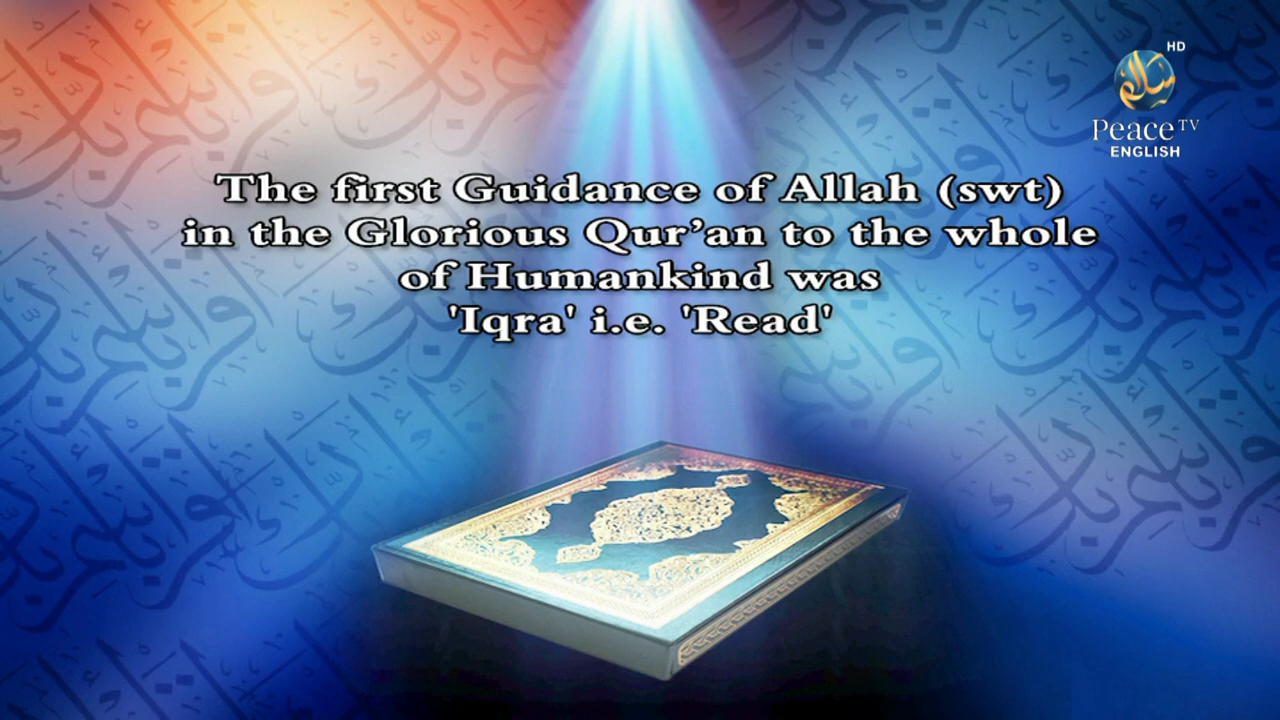 HD
سلام
Peace TV
ENGLISH
The first Guidance of Allah (swt)
in the Glorious Qur’an to the whole
of Humankind was
'Iqra' i.e. 'Read'